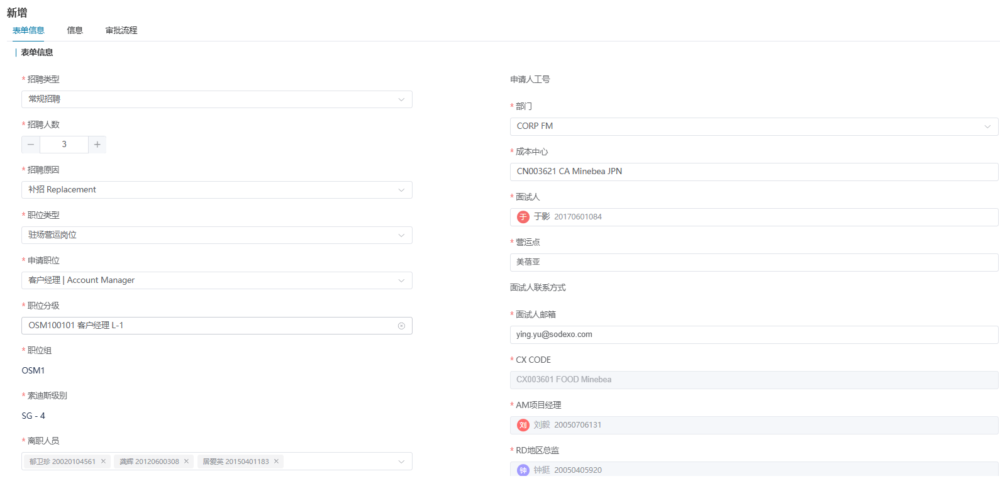 新增
表单信息 信息 审批流程
表单信息
* 招聘类型
常规招聘
* 招聘人数
3
* 招聘原因
补招 Replacement
* 职位类型
驻场营运岗位
* 申请职位
客户经理 | Account Manager
* 职位分级
OSM100101 客户经理 L-1
* 职位组
OSM1
* 索迪斯级别
SG - 4
* 离职人员
郁卫珍 20020104561 龚辉 20120600308 居爱英 20150401183
申请人工号
* 部门
CORP FM
* 成本中心
CN003621 CA Minebea JPN
* 面试人
于 于影 20170601084
* 营运点
美蓓亚
面试人联系方式
* 面试人邮箱
ying.yu@sodexo.com
* CX CODE
CX003601 FOOD Minebea
* AM项目经理
刘 刘毅 20050706131
* RD地区总监
钟 钟挺 20050405920